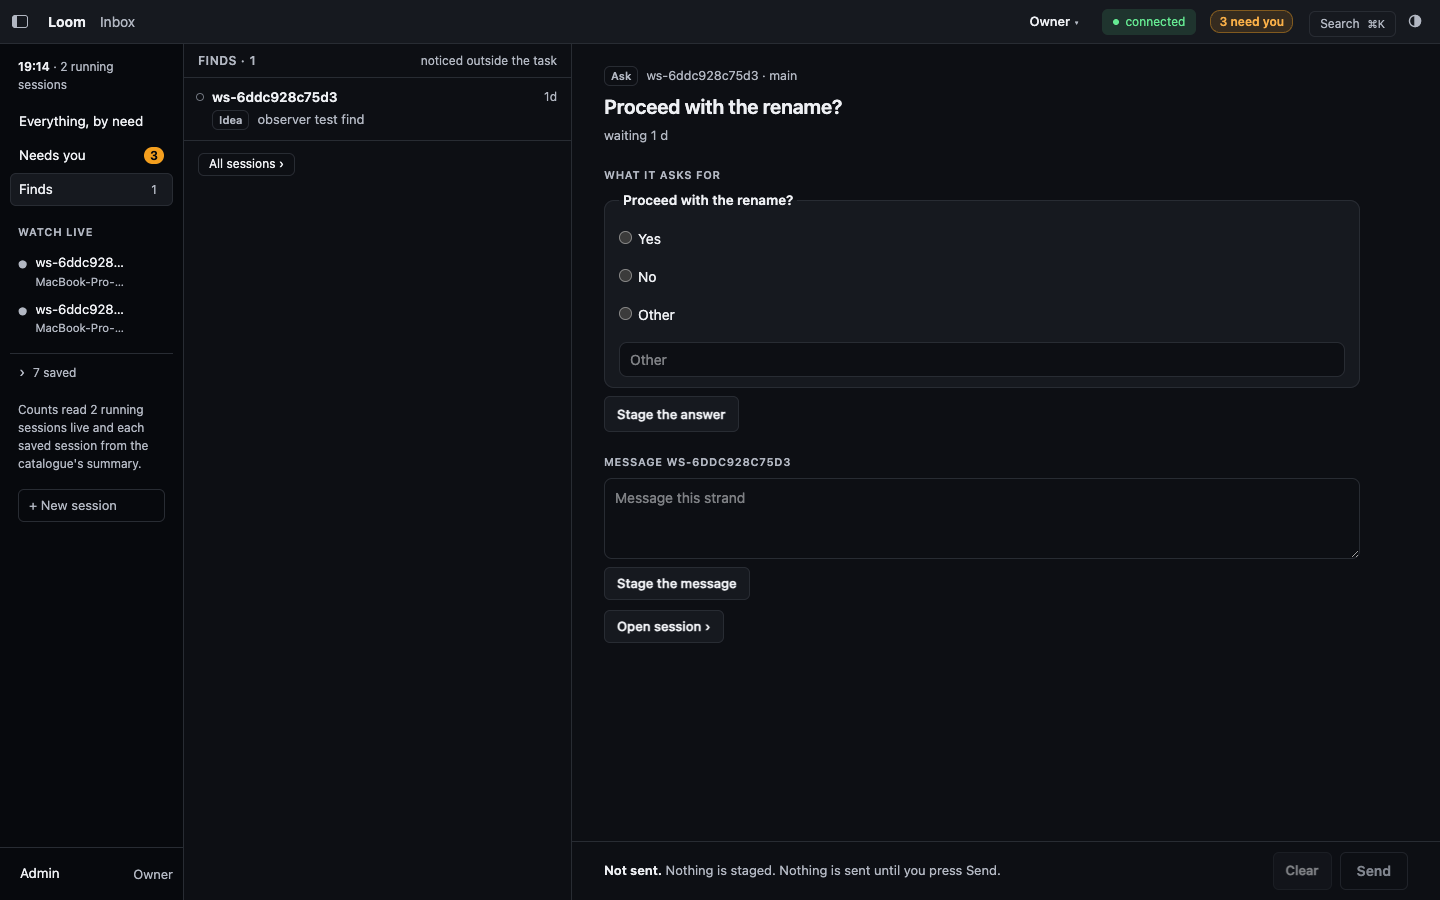 Loom Inbox
Owner
connected
3 need you
Search ⌘K
19:14 · 2 running
sessions
Everything, by need
Needs you 3
Finds 1
WATCH LIVE
ws-6ddc928...
MacBook-Pro-...
ws-6ddc928...
MacBook-Pro-...
› 7 saved
Counts read 2 running
sessions live and each
saved session from the
catalogue's summary.
+ New session
Admin Owner
FINDS · 1 noticed outside the task
ws-6ddc928c75d3 1d
Idea observer test find
All sessions ›
Ask ws-6ddc928c75d3 · main
Proceed with the rename?
waiting 1 d
WHAT IT ASKS FOR
Proceed with the rename?
Yes
No
Other
Other
Stage the answer
MESSAGE WS-6DDC928C75D3
Message this strand
Stage the message
Open session ›
Not sent. Nothing is staged. Nothing is sent until you press Send.
Clear
Send